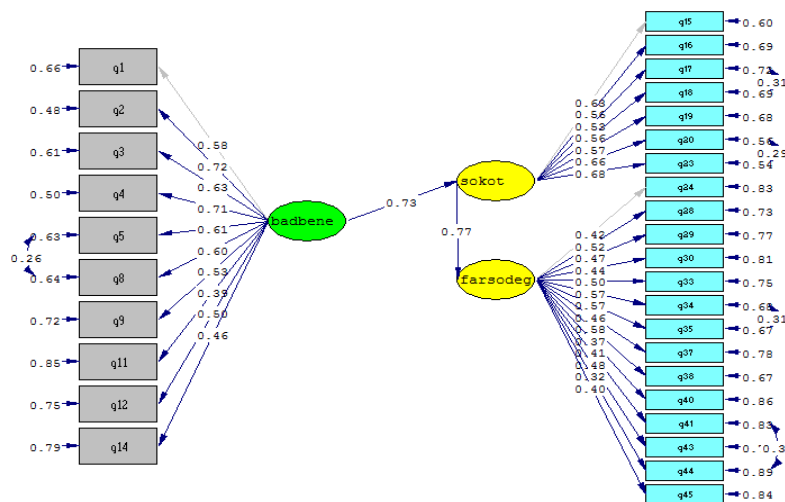 0.66 q1
0.48 q2
0.61 q3
0.50 q4
0.63 q5
0.26
0.64 q8
0.72 q9
0.85 q11
0.75 q12
0.79 q14
0.58
0.72
0.63
0.71
0.61
0.60
0.53
0.39
0.50
0.46
badbene
0.73
sokot
0.77
farsodeg
0.63
0.56
0.53
0.56
0.57
0.66
0.68
0.42
0.52
0.47
0.44
0.50
0.57
0.57
0.46
0.58
0.37
0.41
0.48
0.32
0.40
q15 0.60
q16 0.69
q17
0.31
q18 0.69
q19 0.68
q20 0.56
0.29
q23 0.54
q24 0.83
q28 0.73
q29 0.77
q30 0.81
q33 0.75
q34 0.68
0.31
q35 0.67
q37 0.78
q38 0.67
q40 0.86
q41 0.83
q43
q44 0.89
q45 0.84